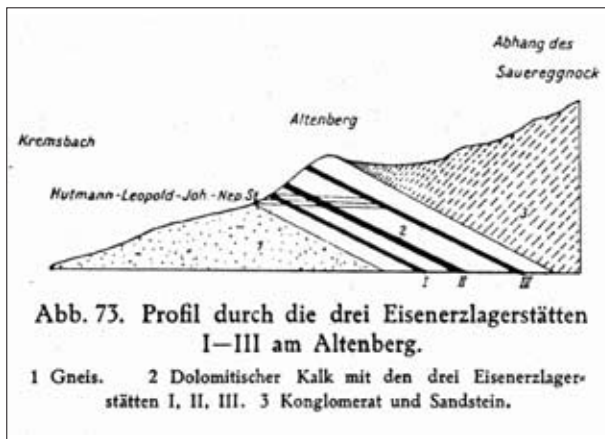 Abhang des
Sauereggnock
Altenberg
Kremsbach
Hutmann-Leopold-Joh.-Nep. St.
3
2
1
I II III
Abb. 73. Profil durch die drei Eisenerzlagerstätten
I—III am Altenberg.
1 Gneis. 2 Dolomitischer Kalk mit den drei Eisenerzlager-
stätten I, II, III. 3 Konglomerat und Sandstein.